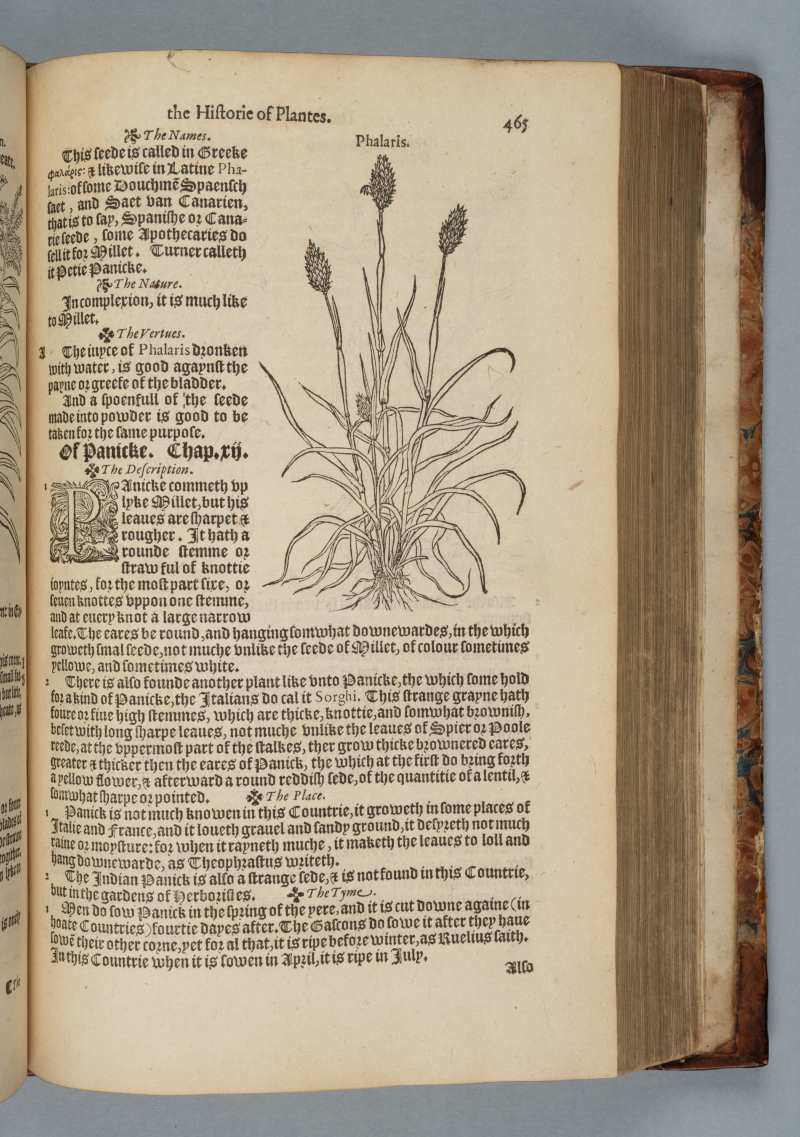 the Hiſtorie of Plantes.
465
The Names.
Phalaris.
This ſeede is called in Greeke
φαλάρις: & likewiſe in Latine Pha-
laris: of ſome Douchmē Spaenſch
ſaet, and Saet van Canarien,
that is to ſay, Spaniſhe or Cana=
rie ſeede, ſome Apothecaries do
ſell it for Millet. Turner calleth
it Petie Panicke.
The Nature.
In complexion, it is much like
to Millet.
The Vertues.
The iuyce of Phalaris dronken
with water, is good agaynſt the
payne or greefe of the bladder.
And a ſpoenfull of the ſeede
made into powder is good to be
taken for the ſame purpoſe.
Of Panicke. Chap.xij.
The Deſcription.
1 PAnicke commeth vp
lyke Millet, but his
leaues are ſharper &
rougher. It hath a
rounde ſtemme or
ſtraw ful of knottie
ioyntes, for the moſt part ſixe, or
ſeuen knottes vppon one ſtemme,
and at euery knot a large narrow
leafe. The eares be round, and hanging ſomwhat downewardes, in the which
groweth ſmal ſeede, not muche vnlike the ſeede of Millet, of colour ſometimes
yellowe, and ſometimes white.
2 There is alſo founde another plant like vnto Panicke, the which ſome hold
for a kind of Panicke, the Italians do cal it Sorghi. This ſtrange grayne hath
foure or fiue high ſtemmes, which are thicke, knottie, and ſomwhat browniſh,
beſet with long ſharpe leaues, not muche vnlike the leaues of Spier or Poole
reede, at the vppermoſt part of the ſtalkes, ther grow thicke brownered eares,
greater & thicker then the eares of Panick, the which at the firſt do bring forth
a yellow flower, & afterward a round reddiſh ſede, of the quantitie of a lentil, &
ſomwhat ſharpe or pointed. The Place.
1 Panick is not much knowen in this Countrie, it groweth in ſome places of
Italie and France, and it loueth grauel and ſandy ground, it deſyreth not much
raine or moyſture: for when it rayneth muche, it maketh the leaues to loll and
hang downewarde, as Theophraſtus writeth.
2 The Indian Panick is alſo a ſtrange ſede, & is not found in this Countrie,
but in the gardens of Herboriſtes. The Tyme.
1 Men do ſow Panick in the ſpring of the yere, and it is cut downe againe (in
hoate Countries) fourtie dayes after. The Gaſcons do ſowe it after they haue
ſowē their other corne, yet for al that, it is ripe before winter, as Ruelius ſaith.
In this Countrie when it is ſowen in April, it is ripe in July.
Alſo